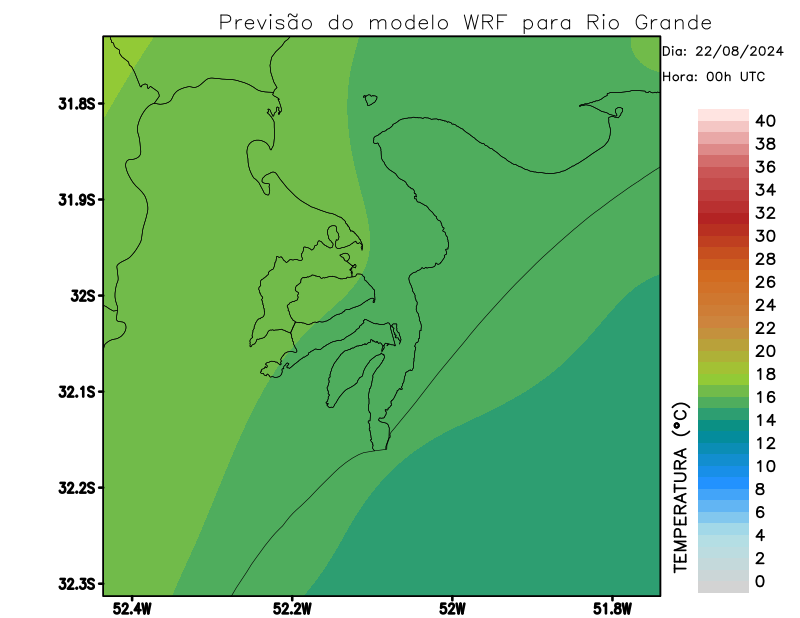 Previsão do modelo WRF para Rio Grande
Dia: 22/08/2024
Hora: 00h UTC
31.8S
31.9S
32S
32.1S
32.2S
32.3S
52.4W
52.2W
52W
51.8W
TEMPERATURA (°C)
40
38
36
34
32
30
28
26
24
22
20
18
16
14
12
10
8
6
4
2
0